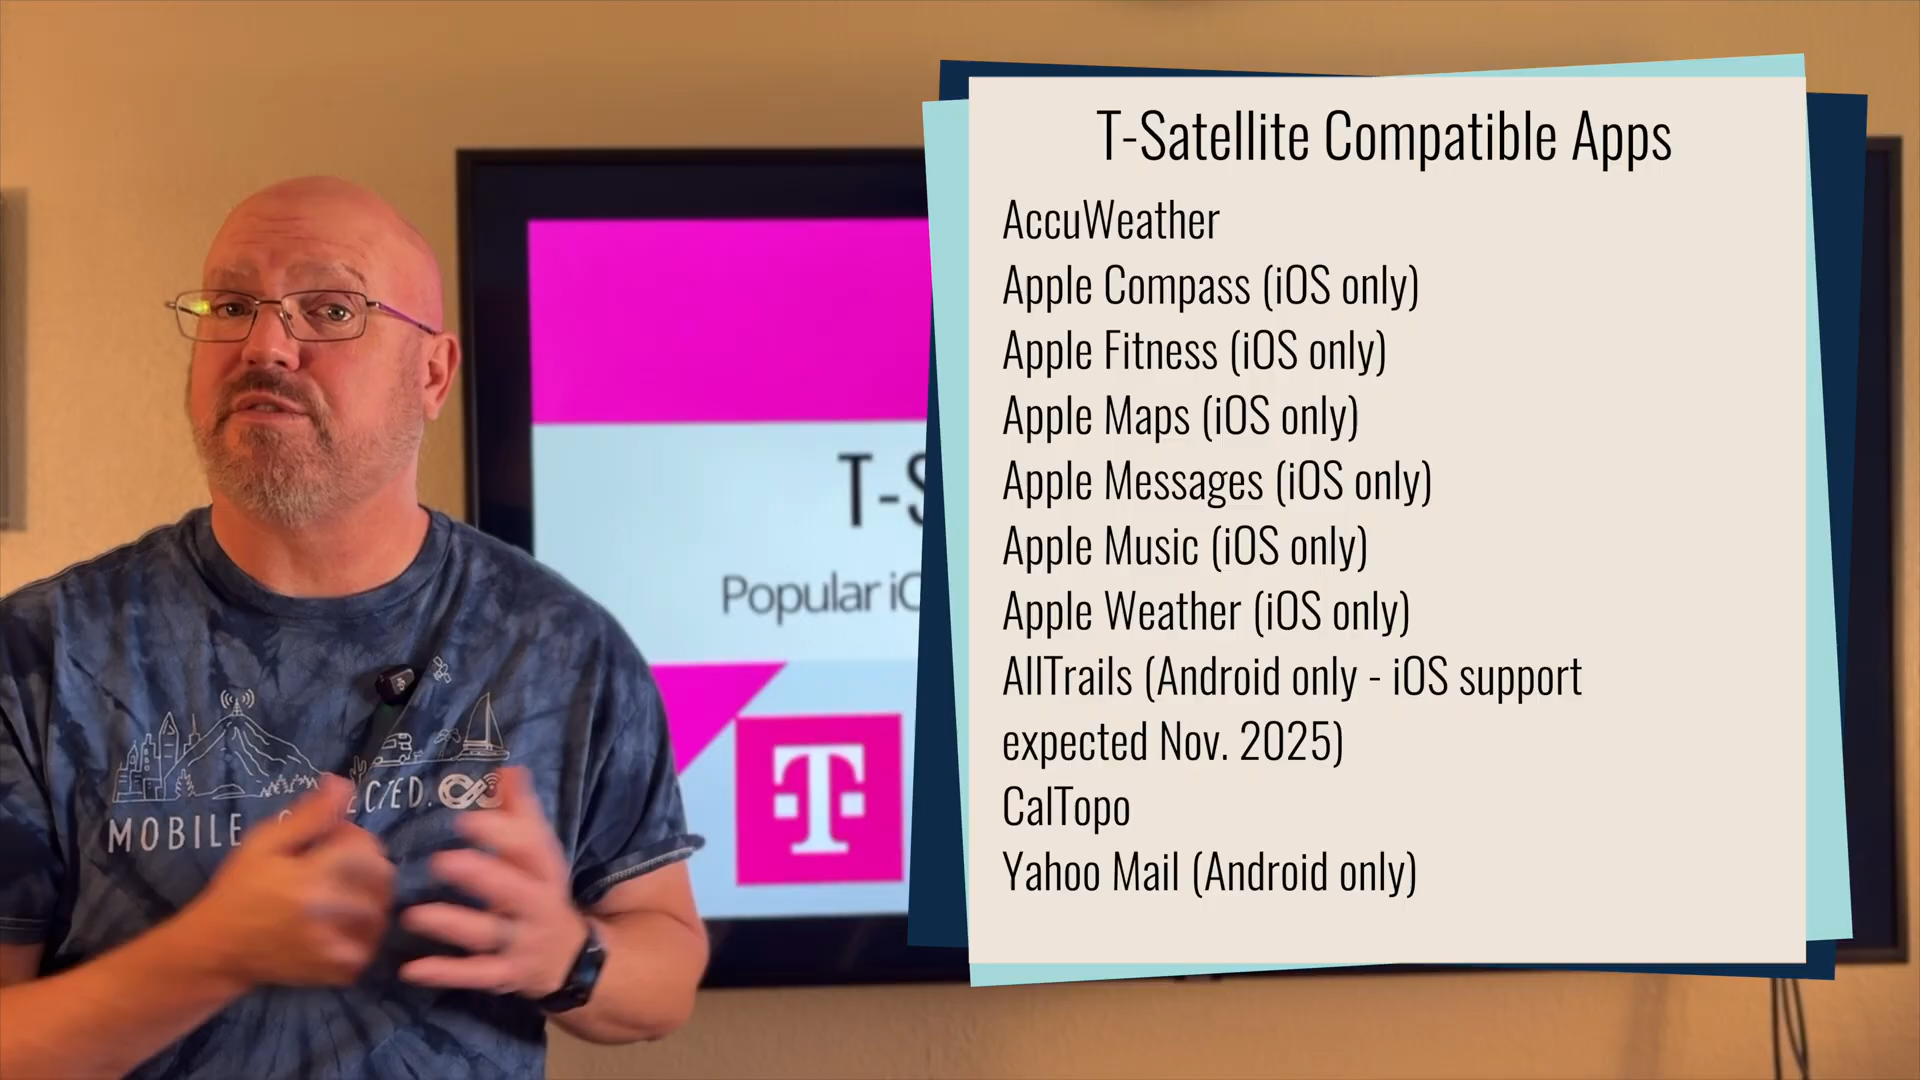 T-Satellite Compatible Apps
AccuWeather
Apple Compass (iOS only)
Apple Fitness (iOS only)
Apple Maps (iOS only)
Apple Messages (iOS only)
Apple Music (iOS only)
Apple Weather (iOS only)
AllTrails (Android only - iOS support
expected Nov. 2025)
CalTopo
Yahoo Mail (Android only)
T-S
Popular iO
T
MOBILE
CTED.